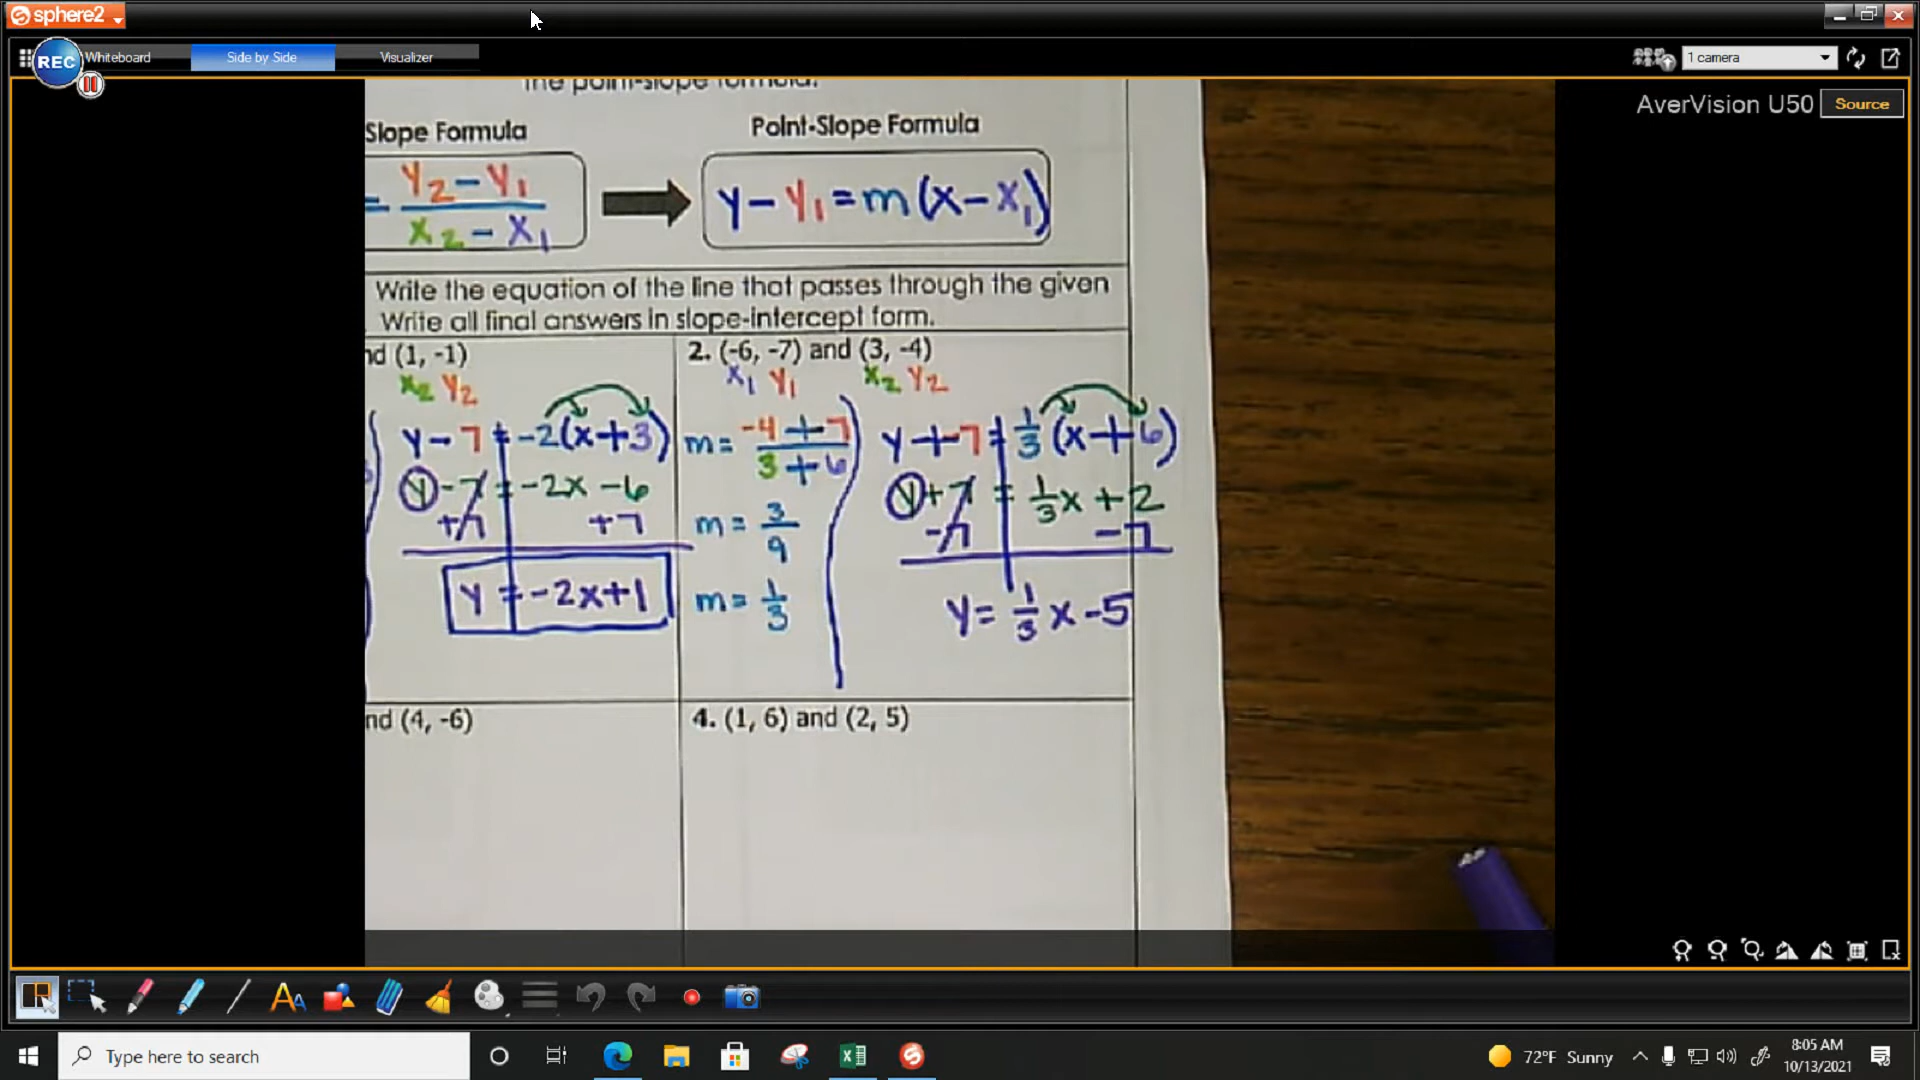 sphere2
REC Whiteboard Side by Side Visualizer 1 camera
AverVision U50 Source
the point-slope formula.
Slope Formula
Point-Slope Formula
= Y2 - Y1 / X2 - X1
y - y1 = m(x - x1)
Write the equation of the line that passes through the given
Write all final answers in slope-intercept form.
nd (1, -1)
X2 Y2
y - 7 = -2(x + 3)
y - 7 = -2x - 6
+7 +7
y = -2x + 1
2. (-6, -7) and (3, -4)
X1 Y1 X2 Y2
m = -4 + 7 / 3 + 6
m = 3/9
m = 1/3
y + 7 = 1/3 (x + 6)
y + 7 = 1/3x + 2
-7 -7
y = 1/3 x - 5
nd (4, -6)
4. (1, 6) and (2, 5)
Type here to search
72°F Sunny
8:05 AM
10/13/2021